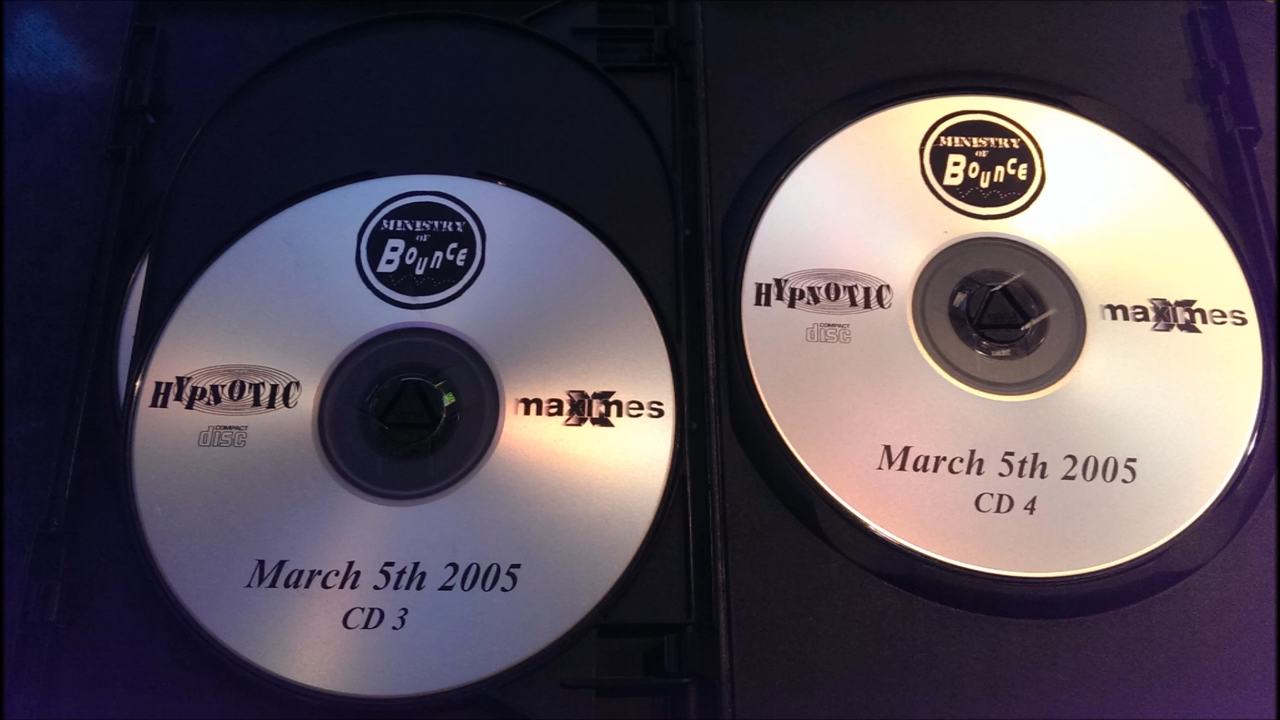 MINISTRY
OF
BOUNCE
HYPNOTIC
COMPACT
disc
maXimes
March 5th 2005
CD 3
MINISTRY
OF
BOUNCE
HYPNOTIC
COMPACT
disc
maXimes
March 5th 2005
CD 4